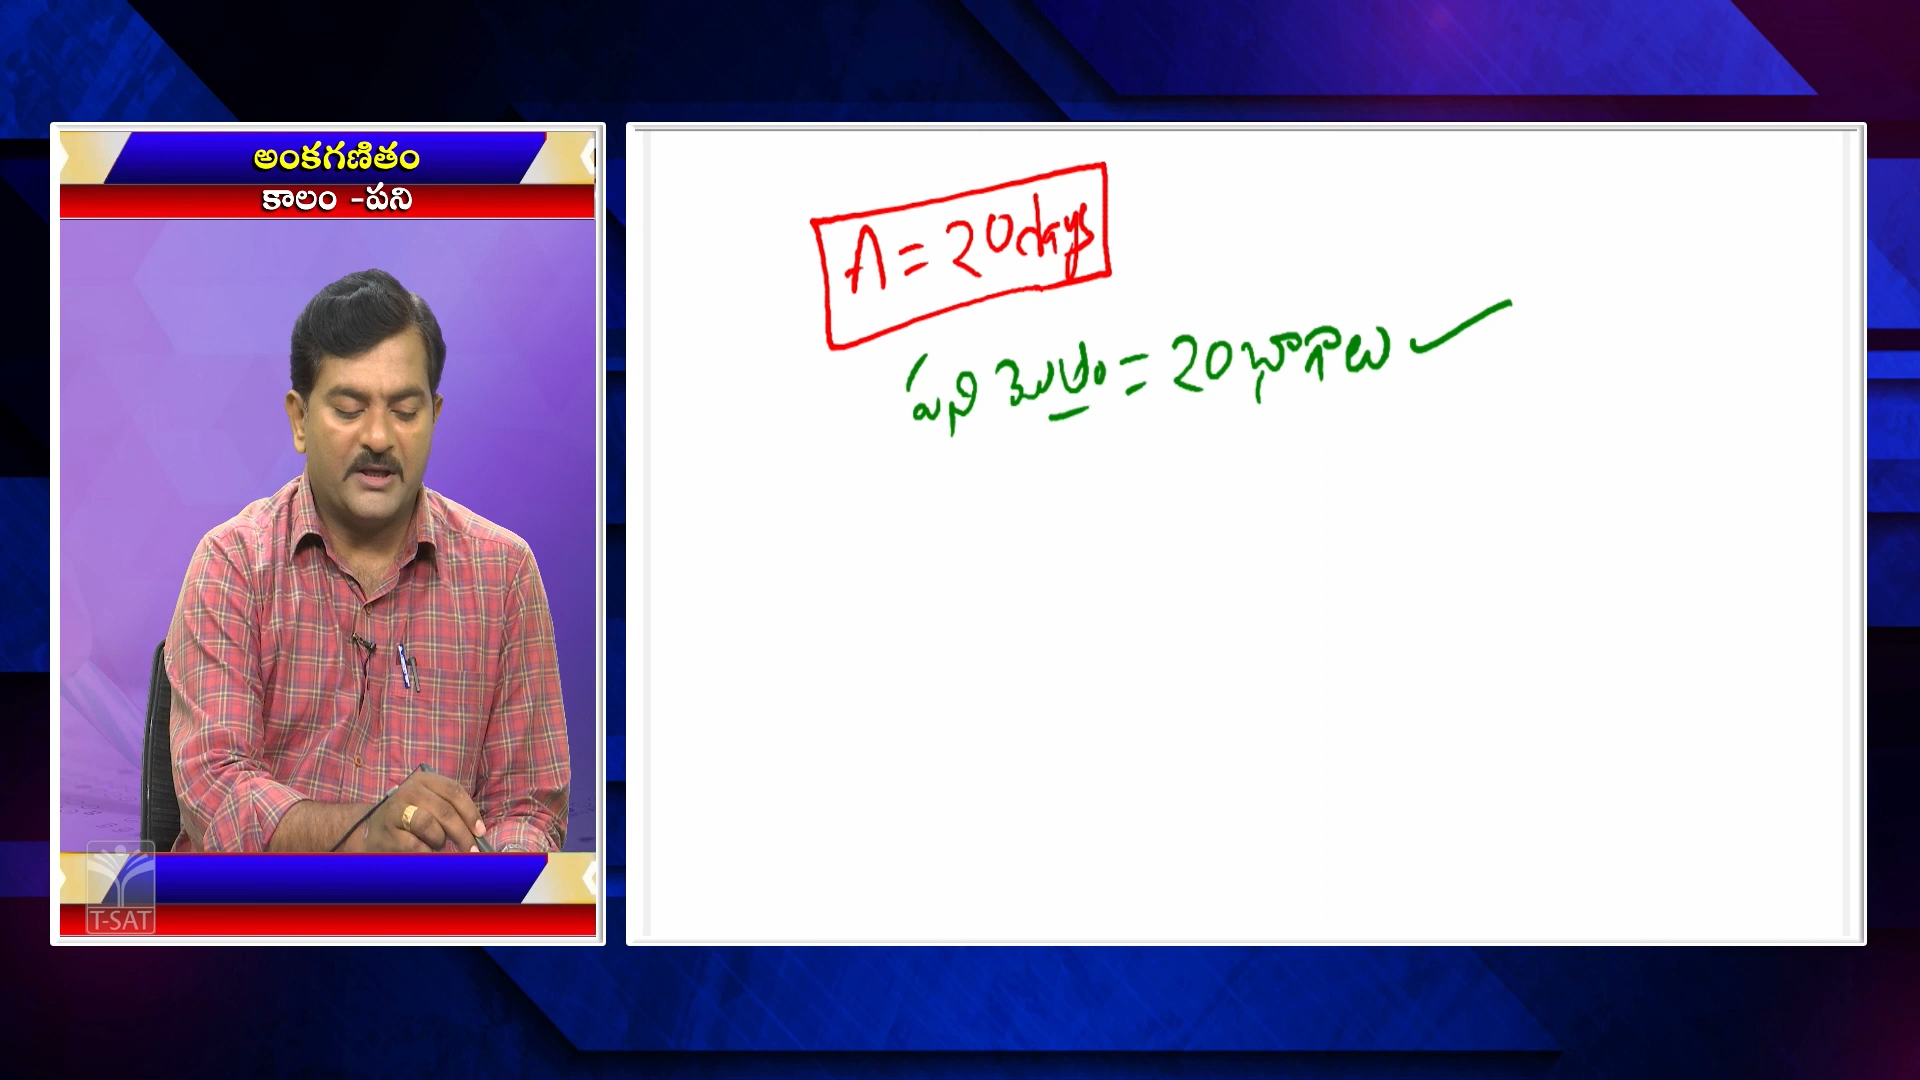 అంకగణితం
కాలం -పని
A = 20 days
పని మొత్తం = 20 భాగాలు
T-SAT